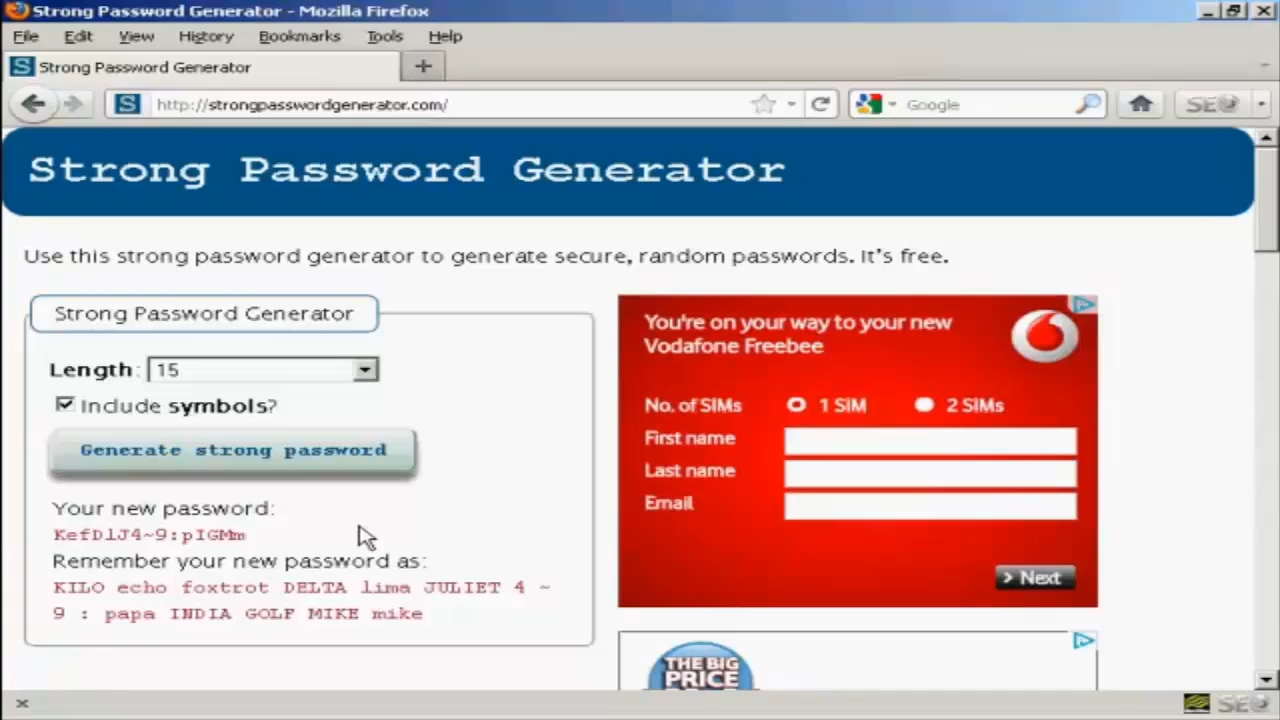 Strong Password Generator - Mozilla Firefox
File Edit View History Bookmarks Tools Help
Strong Password Generator
http://strongpasswordgenerator.com/
Google
SEO
Strong Password Generator
Use this strong password generator to generate secure, random passwords. It's free.
Strong Password Generator
Length: 15
Include symbols?
Generate strong password
Your new password:
KefDlJ4~9:pIGMm
Remember your new password as:
KILO echo foxtrot DELTA lima JULIET 4 ~
9 : papa INDIA GOLF MIKE mike
You're on your way to your new
Vodafone Freebee
No. of SIMs 1 SIM 2 SIMs
First name
Last name
Email
> Next
THE BIG
PRICE
SEO